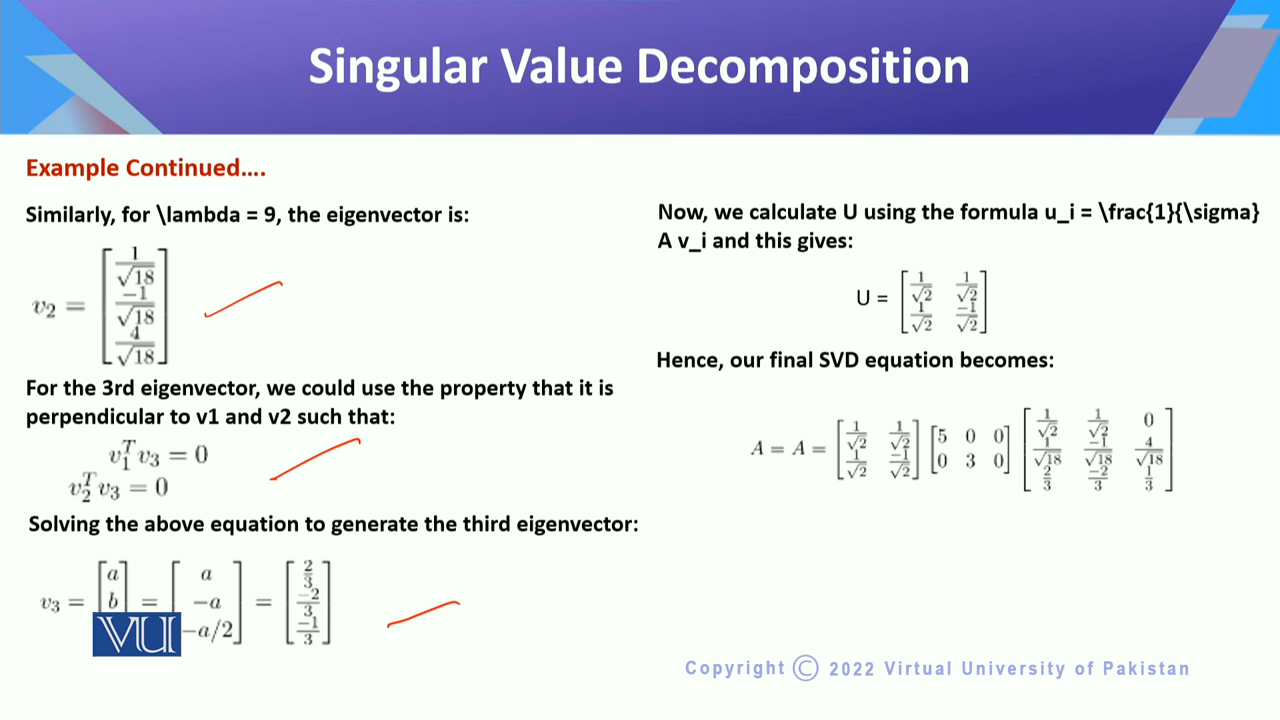 Singular Value Decomposition
Example Continued....
Similarly, for \lambda = 9, the eigenvector is:
v₂ = [1/√18; -1/√18; 4/√18]
For the 3rd eigenvector, we could use the property that it is
perpendicular to v1 and v2 such that:
v₁ᵀ v₃ = 0
v₂ᵀ v₃ = 0
Solving the above equation to generate the third eigenvector:
v₃ = [a; b] = [a; -a; -a/2] = [2/3; -2/3; -1/3]
VU
Now, we calculate U using the formula u_i = \frac{1}{\sigma}
A v_i and this gives:
U = [1/√2 1/√2; 1/√2 -1/√2]
Hence, our final SVD equation becomes:
A = A = [1/√2 1/√2; 1/√2 -1/√2] [5 0 0; 0 3 0] [1/√2 1/√2 0; 1/√18 -1/√18 4/√18; 2/3 -2/3 1/3]
Copyright © 2022 Virtual University of Pakistan